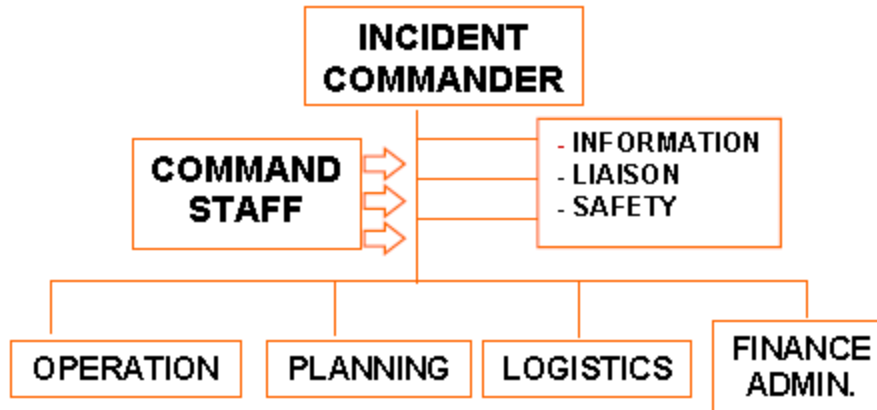 INCIDENT
COMMANDER
COMMAND
STAFF
- INFORMATION
- LIAISON
- SAFETY
OPERATION
PLANNING
LOGISTICS
FINANCE
ADMIN.